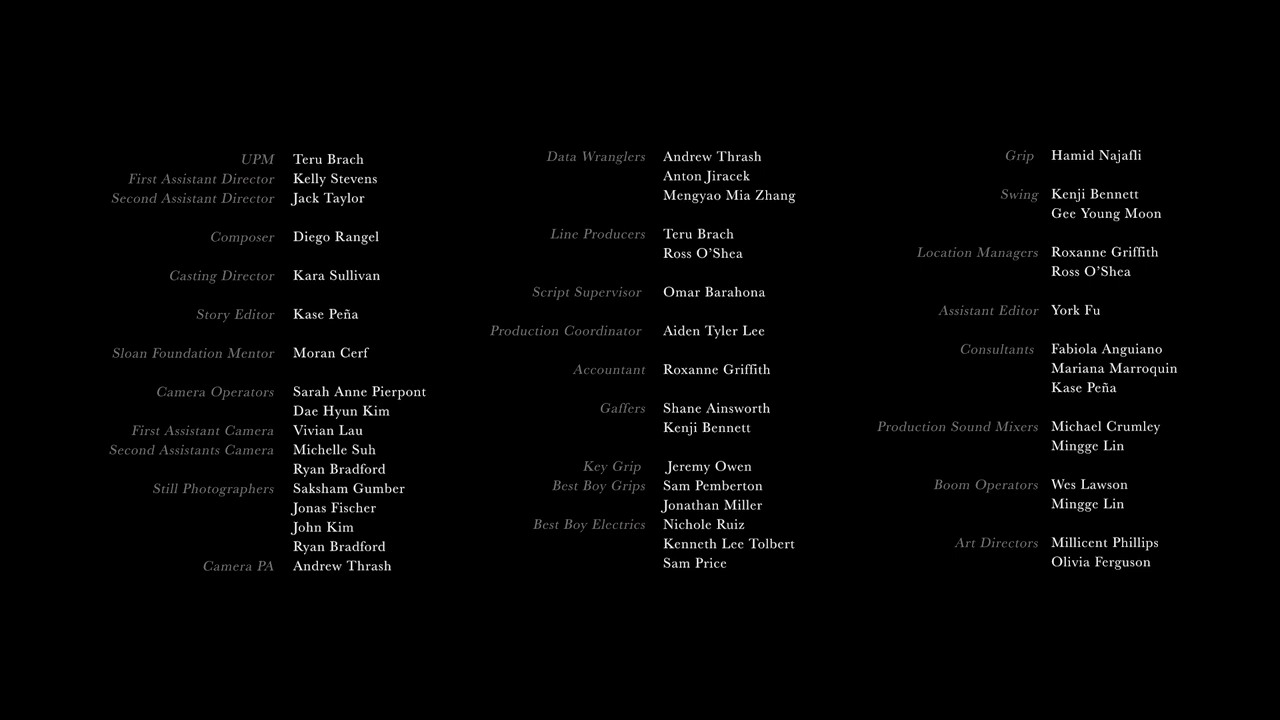 UPM Teru Brach
First Assistant Director Kelly Stevens
Second Assistant Director Jack Taylor
Composer Diego Rangel
Casting Director Kara Sullivan
Story Editor Kase Peña
Sloan Foundation Mentor Moran Cerf
Camera Operators Sarah Anne Pierpont
Dae Hyun Kim
First Assistant Camera Vivian Lau
Second Assistants Camera Michelle Suh
Ryan Bradford
Still Photographers Saksham Gumber
Jonas Fischer
John Kim
Ryan Bradford
Camera PA Andrew Thrash
Data Wranglers Andrew Thrash
Anton Jiracek
Mengyao Mia Zhang
Line Producers Teru Brach
Ross O’Shea
Script Supervisor Omar Barahona
Production Coordinator Aiden Tyler Lee
Accountant Roxanne Griffith
Gaffers Shane Ainsworth
Kenji Bennett
Key Grip Jeremy Owen
Best Boy Grips Sam Pemberton
Jonathan Miller
Best Boy Electrics Nichole Ruiz
Kenneth Lee Tolbert
Sam Price
Grip Hamid Najafli
Swing Kenji Bennett
Gee Young Moon
Location Managers Roxanne Griffith
Ross O’Shea
Assistant Editor York Fu
Consultants Fabiola Anguiano
Mariana Marroquin
Kase Peña
Production Sound Mixers Michael Crumley
Mingge Lin
Boom Operators Wes Lawson
Mingge Lin
Art Directors Millicent Phillips
Olivia Ferguson